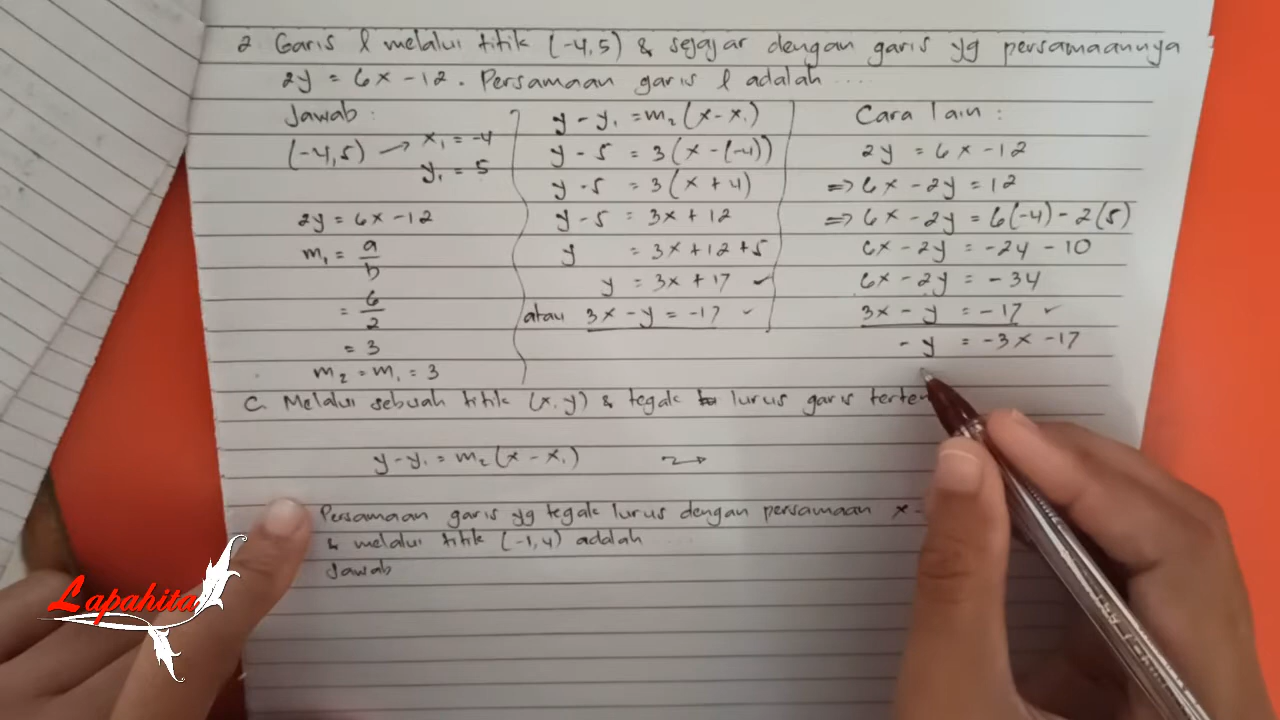 2 Garis l melalui titik (-4,5) & sejajar dengan garis yg persamaannya
2y = 6x - 12. Persamaan garis l adalah ....
Jawab :
(-4,5) → x₁ = -4
y₁ = 5
2y = 6x - 12
m₁ = a/b
= 6/2
= 3
m₂ = m₁ = 3
y - y₁ = m₂ (x - x₁)
y - 5 = 3(x - (-4))
y - 5 = 3(x + 4)
y - 5 = 3x + 12
y = 3x + 12 + 5
y = 3x + 17 ✓
atau 3x - y = -17 ✓
Cara lain :
2y = 6x - 12
=> 6x - 2y = 12
=> 6x - 2y = 6(-4) - 2(5)
6x - 2y = -24 - 10
6x - 2y = -34
3x - y = -17 ✓
- y = -3x - 17
C. Melalui sebuah titik (x,y) & tegak lurus garis
y - y₁ = m₂ (x - x₁)
Persamaan garis yg tegak lurus dengan persamaan x -
& melalui titik (-1,4) adalah ....
Jawab
Lapahita